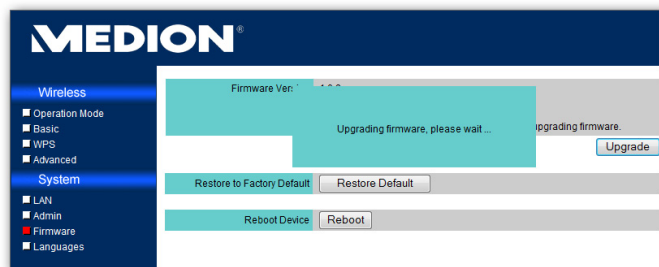 MEDION®
Wireless
Operation Mode
Basic
WPS
Advanced
System
LAN
Admin
Firmware
Languages
Firmware
Upgrading firmware, please wait ...
upgrading firmware.
Upgrade
Restore to Factory Default
Restore Default
Reboot Device
Reboot